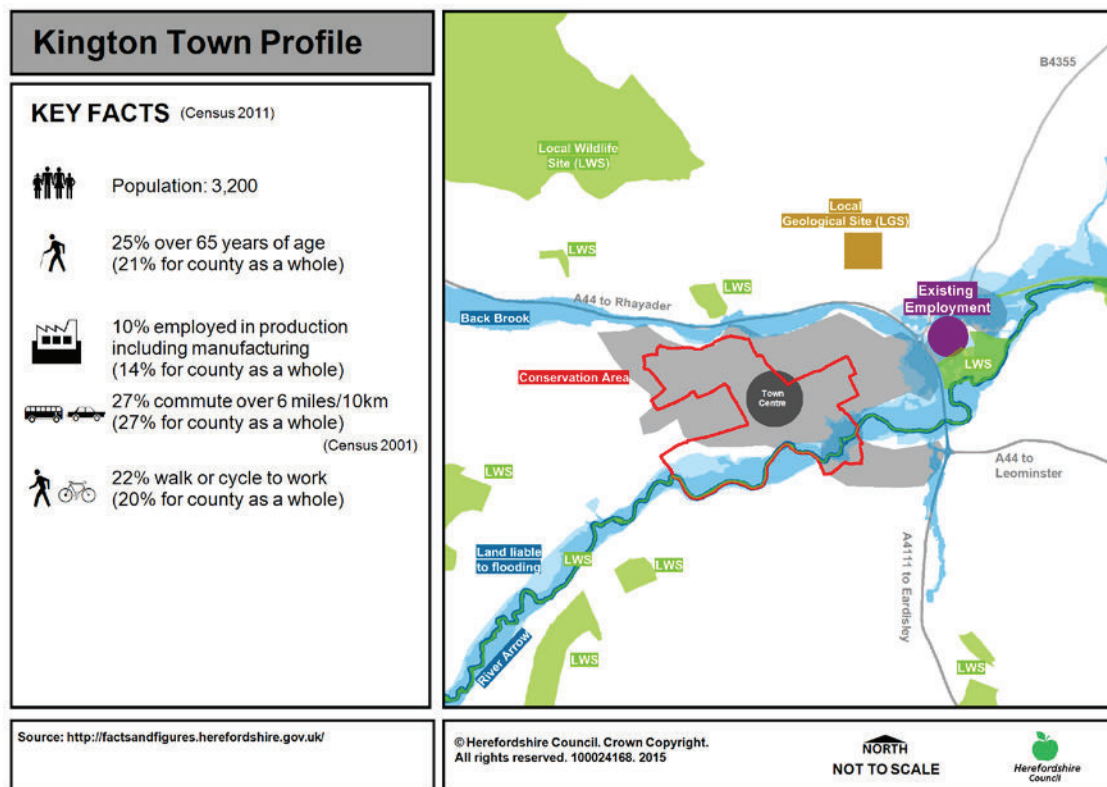 Kington Town Profile
KEY FACTS (Census 2011)
Population: 3,200
25% over 65 years of age
(21% for county as a whole)
10% employed in production
including manufacturing
(14% for county as a whole)
27% commute over 6 miles/10km
(27% for county as a whole)
(Census 2001)
22% walk or cycle to work
(20% for county as a whole)
Source: http://factsandfigures.herefordshire.gov.uk/
B4355
Local Wildlife
Site (LWS)
Local
Geological Site (LGS)
LWS
LWS
A44 to Rhayader
Existing
Employment
Back Brook
LWS
Conservation Area
Town
Centre
A44 to
Leominster
LWS
Land liable
to flooding
LWS
LWS
A4111 to Eardisley
River Arrow
LWS
LWS
© Herefordshire Council. Crown Copyright.
All rights reserved. 100024168. 2015
NORTH
NOT TO SCALE
Herefordshire
Council